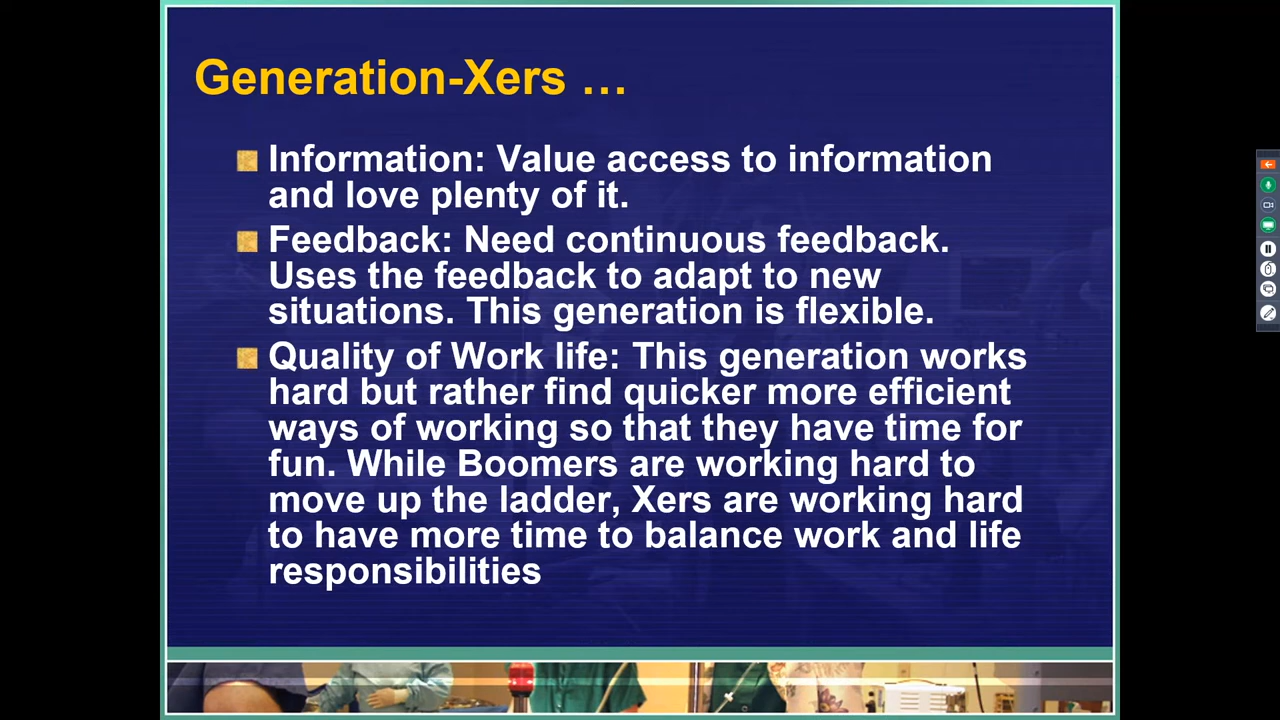 Generation-Xers …
Information: Value access to information
and love plenty of it.
Feedback: Need continuous feedback.
Uses the feedback to adapt to new
situations. This generation is flexible.
Quality of Work life: This generation works
hard but rather find quicker more efficient
ways of working so that they have time for
fun. While Boomers are working hard to
move up the ladder, Xers are working hard
to have more time to balance work and life
responsibilities